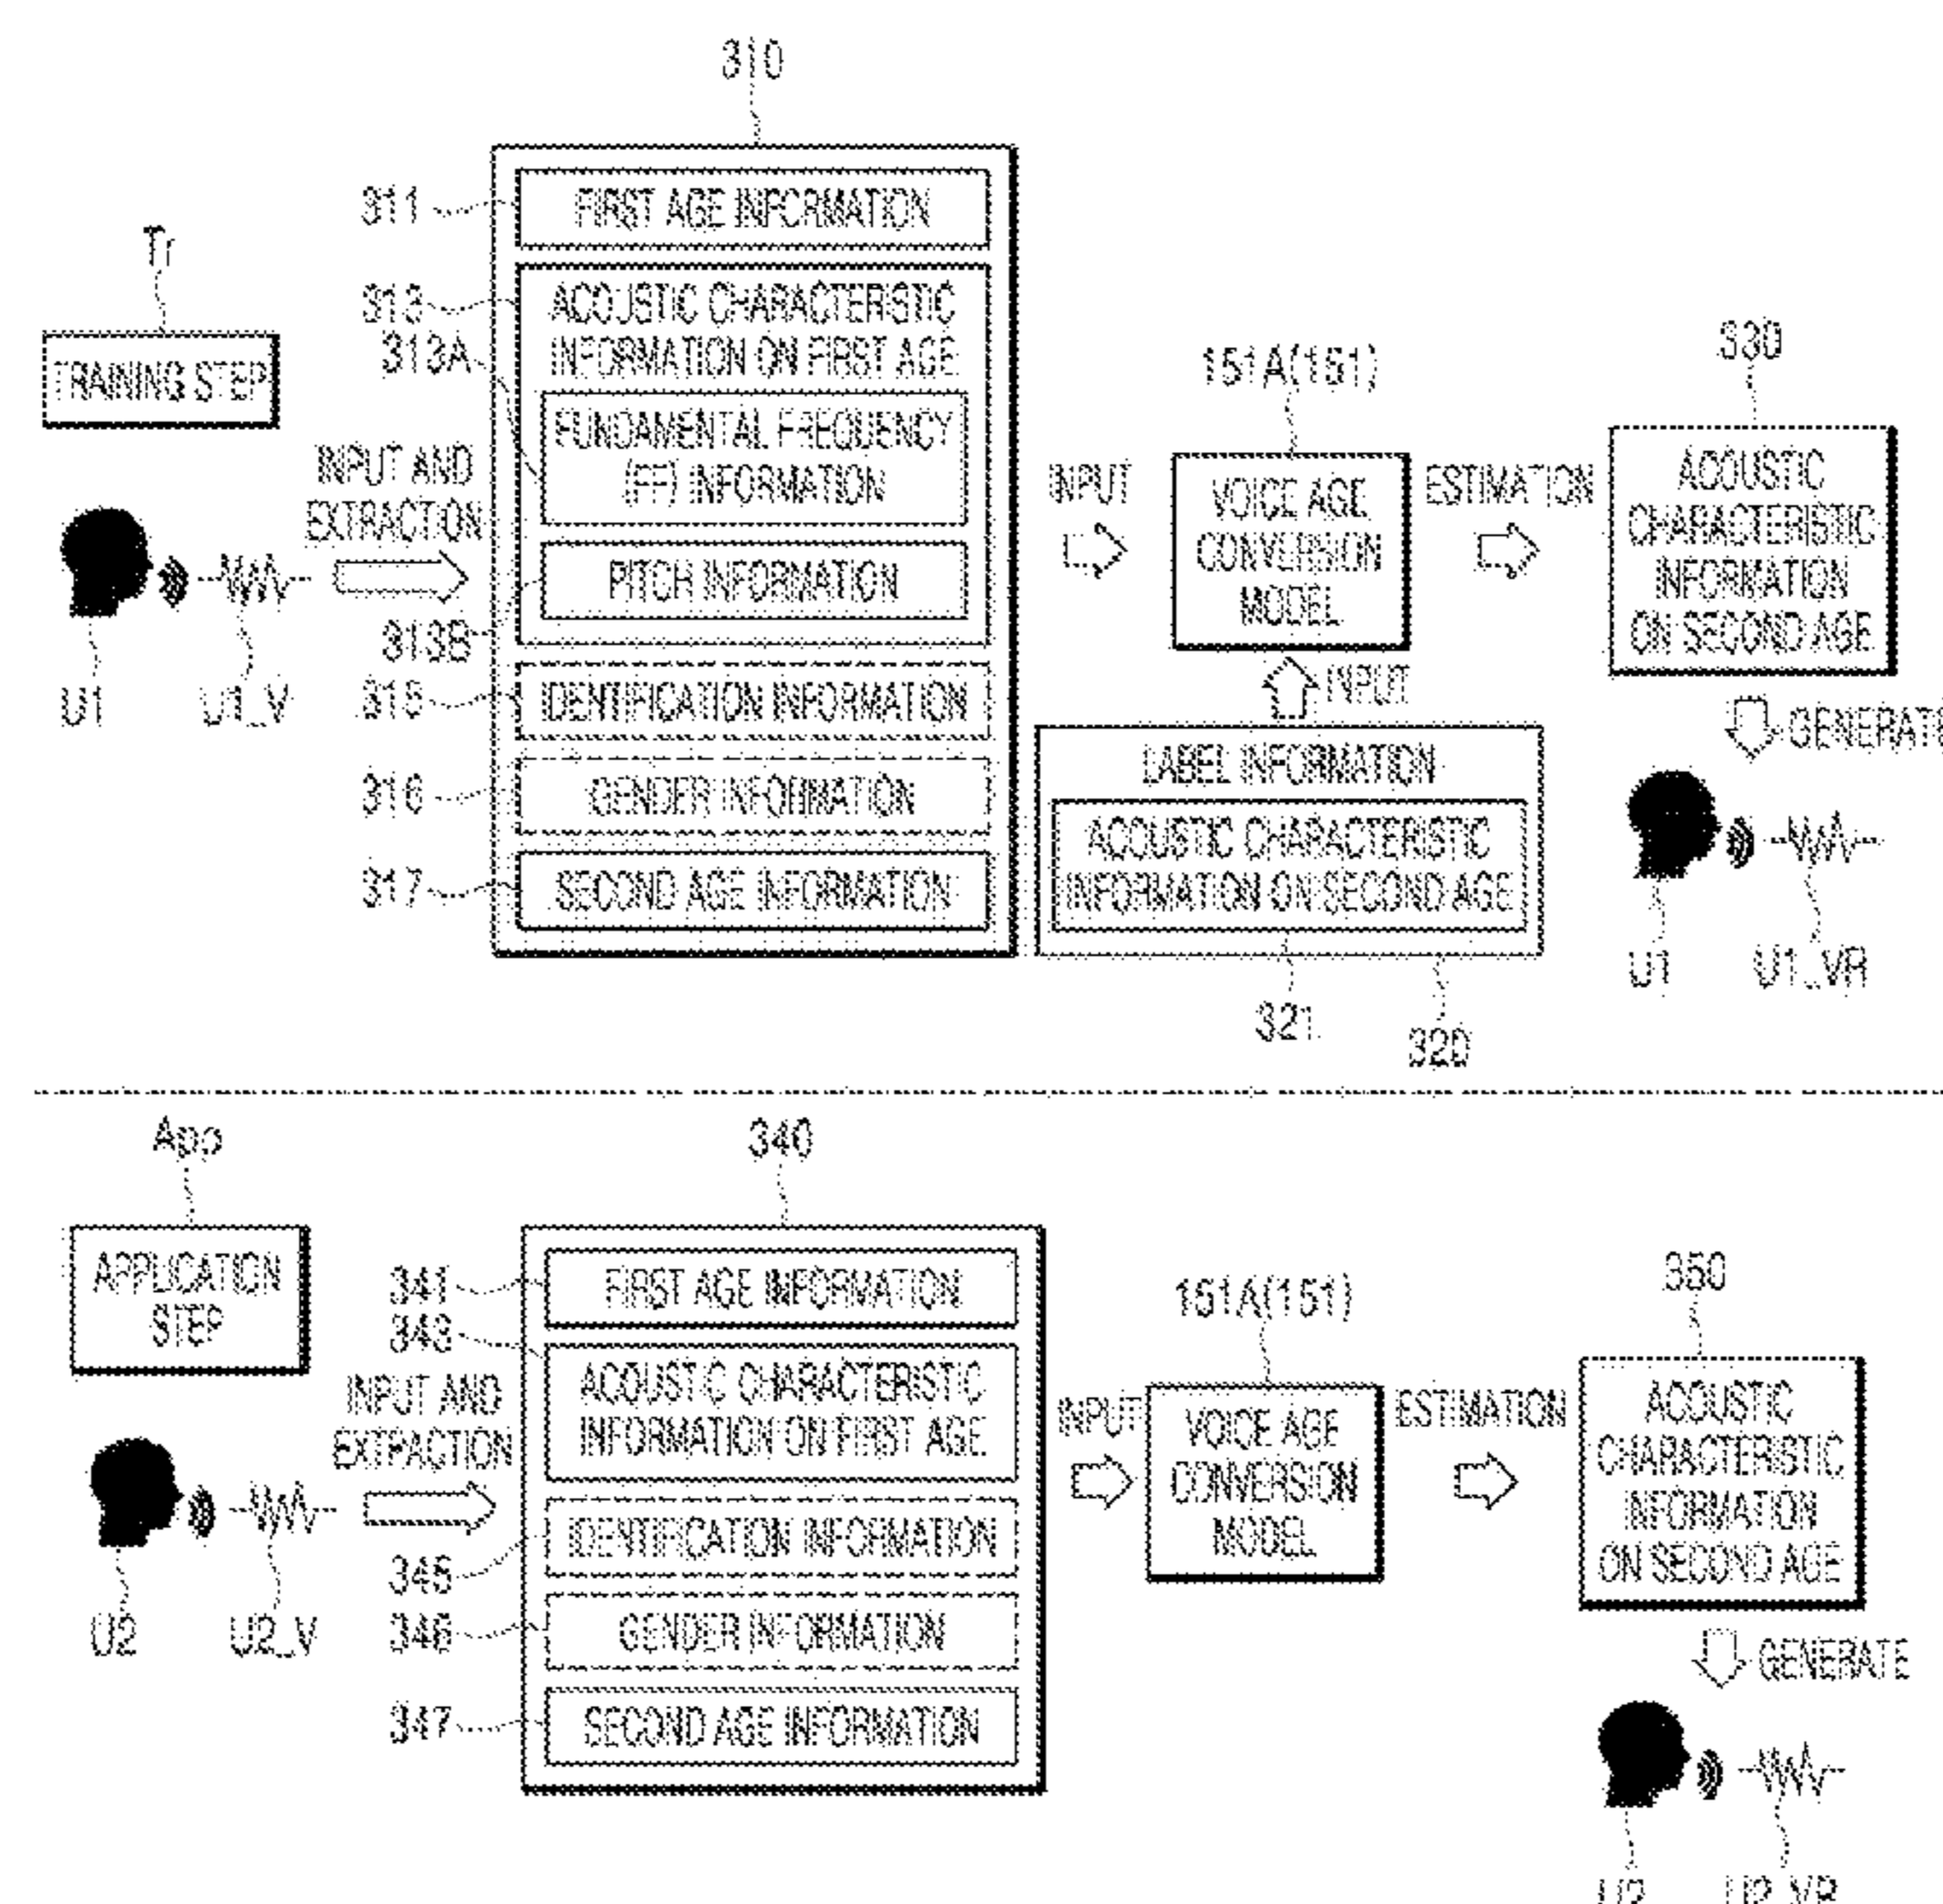 310
311
FIRST AGE INFORMATION
Tr
TRAINING STEP
313
ACOUSTIC CHARACTERISTIC
INFORMATION ON FIRST AGE
313A
FUNDAMENTAL FREQUENCY
(FF) INFORMATION
PITCH INFORMATION
313B
INPUT AND
EXTRACTION
U1
U1_V
315
IDENTIFICATION INFORMATION
316
GENDER INFORMATION
317
SECOND AGE INFORMATION
INPUT
151A(151)
VOICE AGE
CONVERSION
MODEL
INPUT
LABEL INFORMATION
ACOUSTIC CHARACTERISTIC
INFORMATION ON SECOND AGE
321
320
ESTIMATION
330
ACOUSTIC
CHARACTERISTIC
INFORMATION
ON SECOND AGE
GENERATE
U1
U1_VR
App
APPLICATION
STEP
340
341
FIRST AGE INFORMATION
343
ACOUSTIC CHARACTERISTIC
INFORMATION ON FIRST AGE
INPUT AND
EXTRACTION
U2
U2_V
345
IDENTIFICATION INFORMATION
346
GENDER INFORMATION
347
SECOND AGE INFORMATION
INPUT
151A(151)
VOICE AGE
CONVERSION
MODEL
ESTIMATION
350
ACOUSTIC
CHARACTERISTIC
INFORMATION
ON SECOND AGE
GENERATE
U2
U2_VR